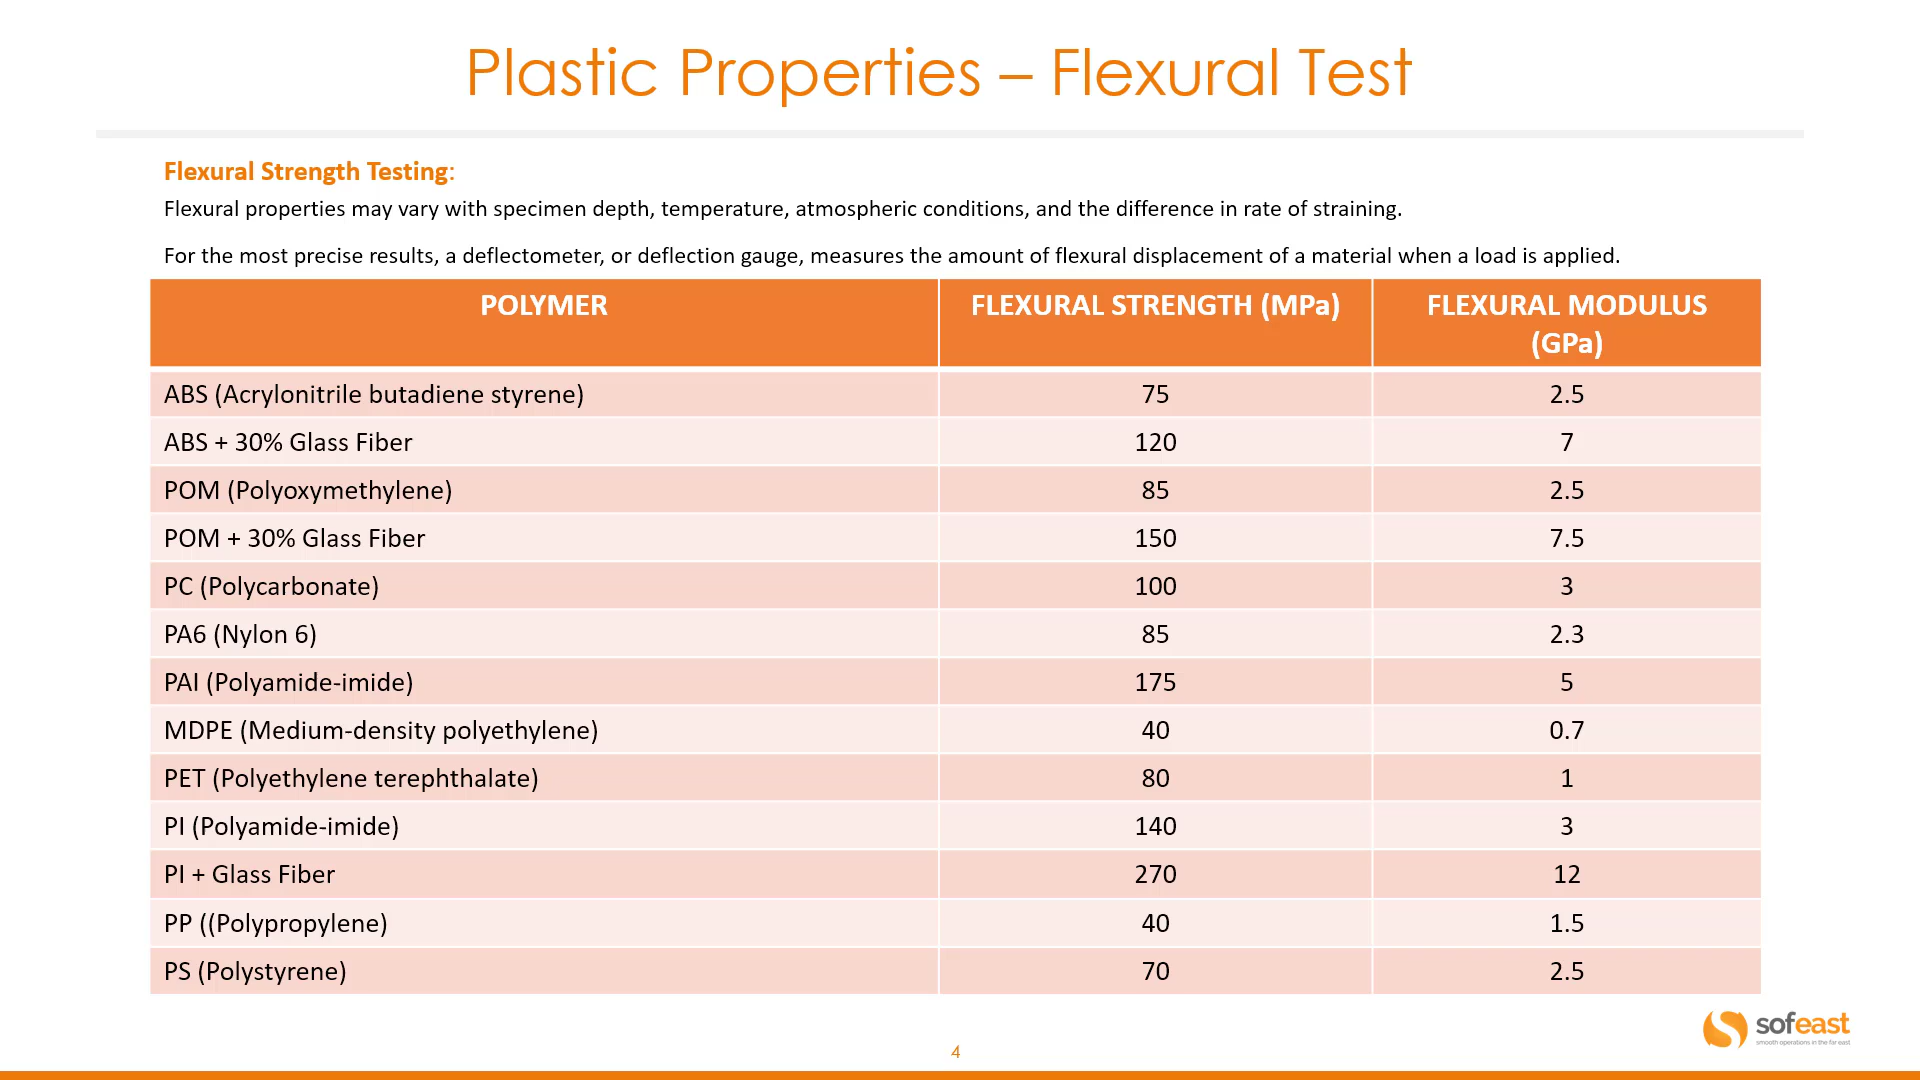 Plastic Properties – Flexural Test
Flexural Strength Testing:
Flexural properties may vary with specimen depth, temperature, atmospheric conditions, and the difference in rate of straining.
For the most precise results, a deflectometer, or deflection gauge, measures the amount of flexural displacement of a material when a load is applied.
POLYMER FLEXURAL STRENGTH (MPa) FLEXURAL MODULUS
(GPa)
ABS (Acrylonitrile butadiene styrene) 75 2.5
ABS + 30% Glass Fiber 120 7
POM (Polyoxymethylene) 85 2.5
POM + 30% Glass Fiber 150 7.5
PC (Polycarbonate) 100 3
PA6 (Nylon 6) 85 2.3
PAI (Polyamide-imide) 175 5
MDPE (Medium-density polyethylene) 40 0.7
PET (Polyethylene terephthalate) 80 1
PI (Polyamide-imide) 140 3
PI + Glass Fiber 270 12
PP ((Polypropylene) 40 1.5
PS (Polystyrene) 70 2.5
sofeast
smooth operations in the far east
4